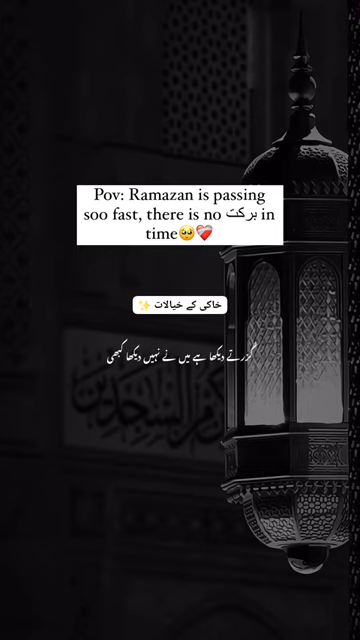 Pov: Ramazan is passing
soo fast, there is no برکت in
time🥺❤️‍🩹
خاکی کے خیالات ✨
گزرتے دیکھا ہے میں نے نہیں دیکھا کبھی